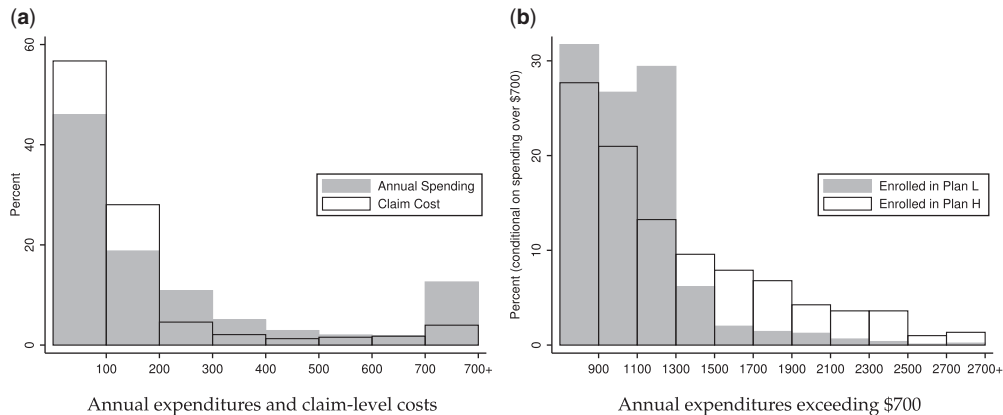 (a)
Percent
60
40
20
0
Annual Spending
Claim Cost
100 200 300 400 500 600 700 700+
Annual expenditures and claim-level costs
(b)
Percent (conditional on spending over $700)
30
20
10
0
Enrolled in Plan L
Enrolled in Plan H
900 1100 1300 1500 1700 1900 2100 2300 2500 2700 2700+
Annual expenditures exceeding $700